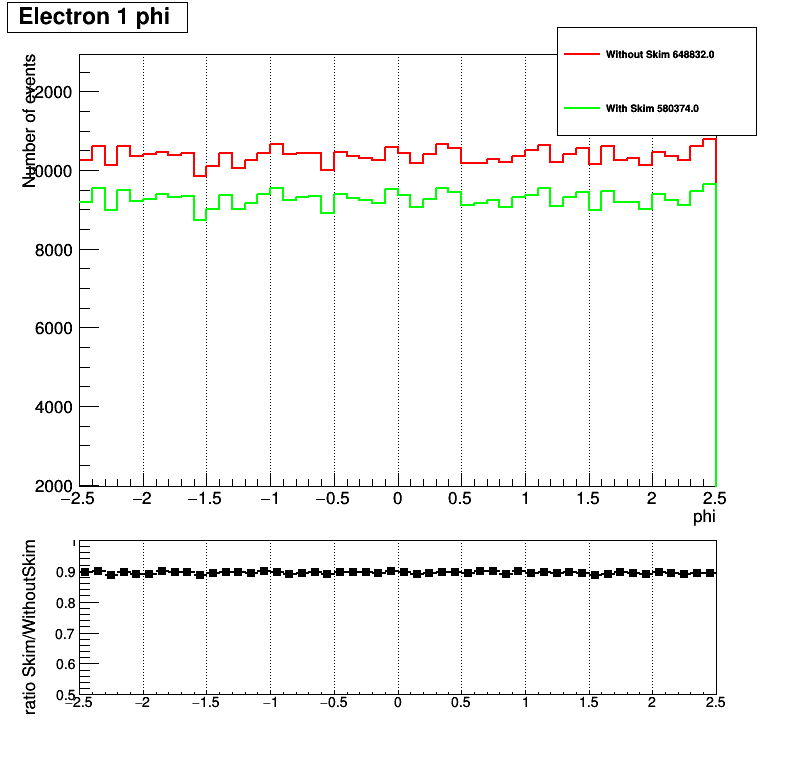 Electron 1 phi
Without Skim 648832.0
With Skim 580374.0
Number of events
12000
10000
8000
6000
4000
2000
−2.5 −2 −1.5 −1 −0.5 0 0.5 1 1.5 2 2.5
phi
ratio Skim/WithoutSkim
1
0.9
0.8
0.7
0.6
0.5
−2.5 −2 −1.5 −1 −0.5 0 0.5 1 1.5 2 2.5